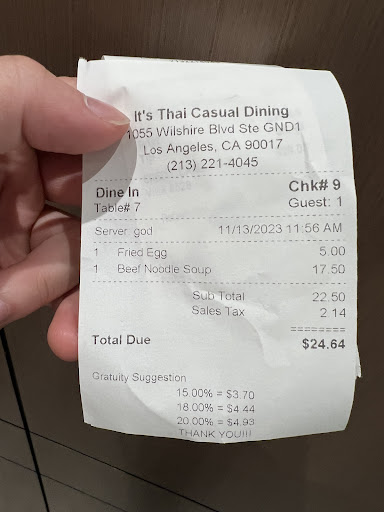 It's Thai Casual Dining
1055 Wilshire Blvd Ste GND1
Los Angeles, CA 90017
(213) 221-4045
Dine In Chk# 9
Table# 7 Guest: 1
Server: god 11/13/2023 11:56 AM
1 Fried Egg 5.00
1 Beef Noodle Soup 17.50
Sub Total 22.50
Sales Tax 2.14
========
Total Due $24.64
Gratuity Suggestion
15.00% = $3.70
18.00% = $4.44
20.00% = $4.93
THANK YOU!!!